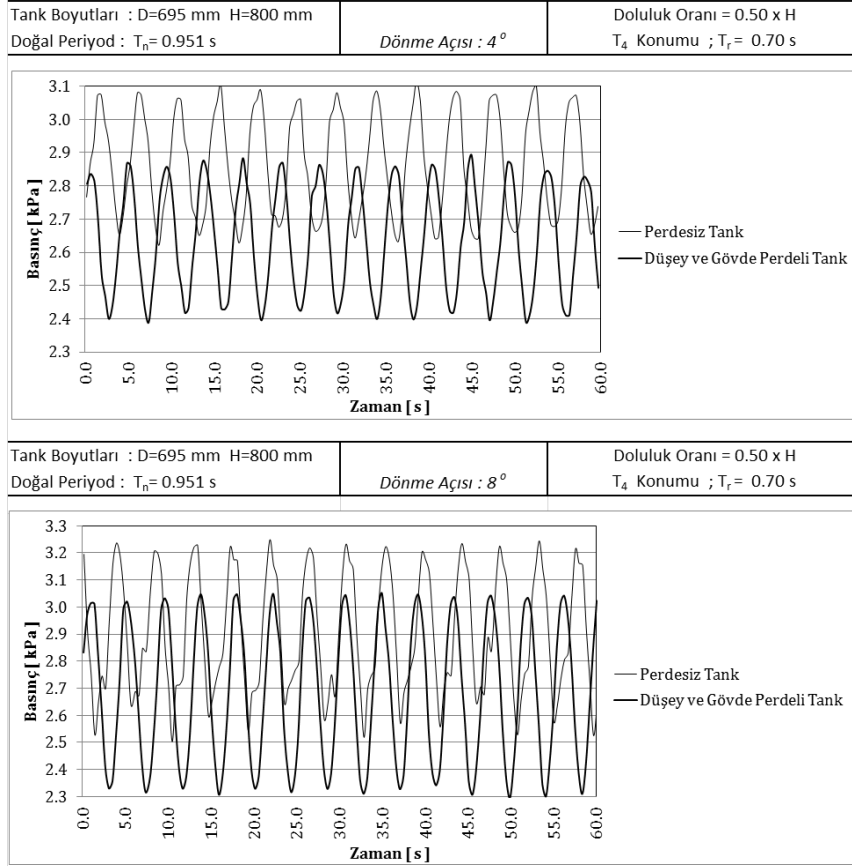 Tank Boyutları : D=695 mm H=800 mm
Doğal Periyod : Tₙ= 0.951 s
Dönme Açısı : 4⁰
Doluluk Oranı = 0.50 x H
T₄ Konumu ; Tᵣ = 0.70 s
Basınç [ kPa ]
3.1
3.0
2.9
2.8
2.7
2.6
2.5
2.4
2.3
0.0 5.0 10.0 15.0 20.0 25.0 30.0 35.0 40.0 45.0 50.0 55.0 60.0
Zaman [ s ]
Perdesiz Tank
Düşey ve Gövde Perdeli Tank
Tank Boyutları : D=695 mm H=800 mm
Doğal Periyod : Tₙ= 0.951 s
Dönme Açısı : 8⁰
Doluluk Oranı = 0.50 x H
T₄ Konumu ; Tᵣ = 0.70 s
Basınç [ kPa ]
3.3
3.2
3.1
3.0
2.9
2.8
2.7
2.6
2.5
2.4
2.3
0.0 5.0 10.0 15.0 20.0 25.0 30.0 35.0 40.0 45.0 50.0 55.0 60.0
Zaman [ s ]
Perdesiz Tank
Düşey ve Gövde Perdeli Tank